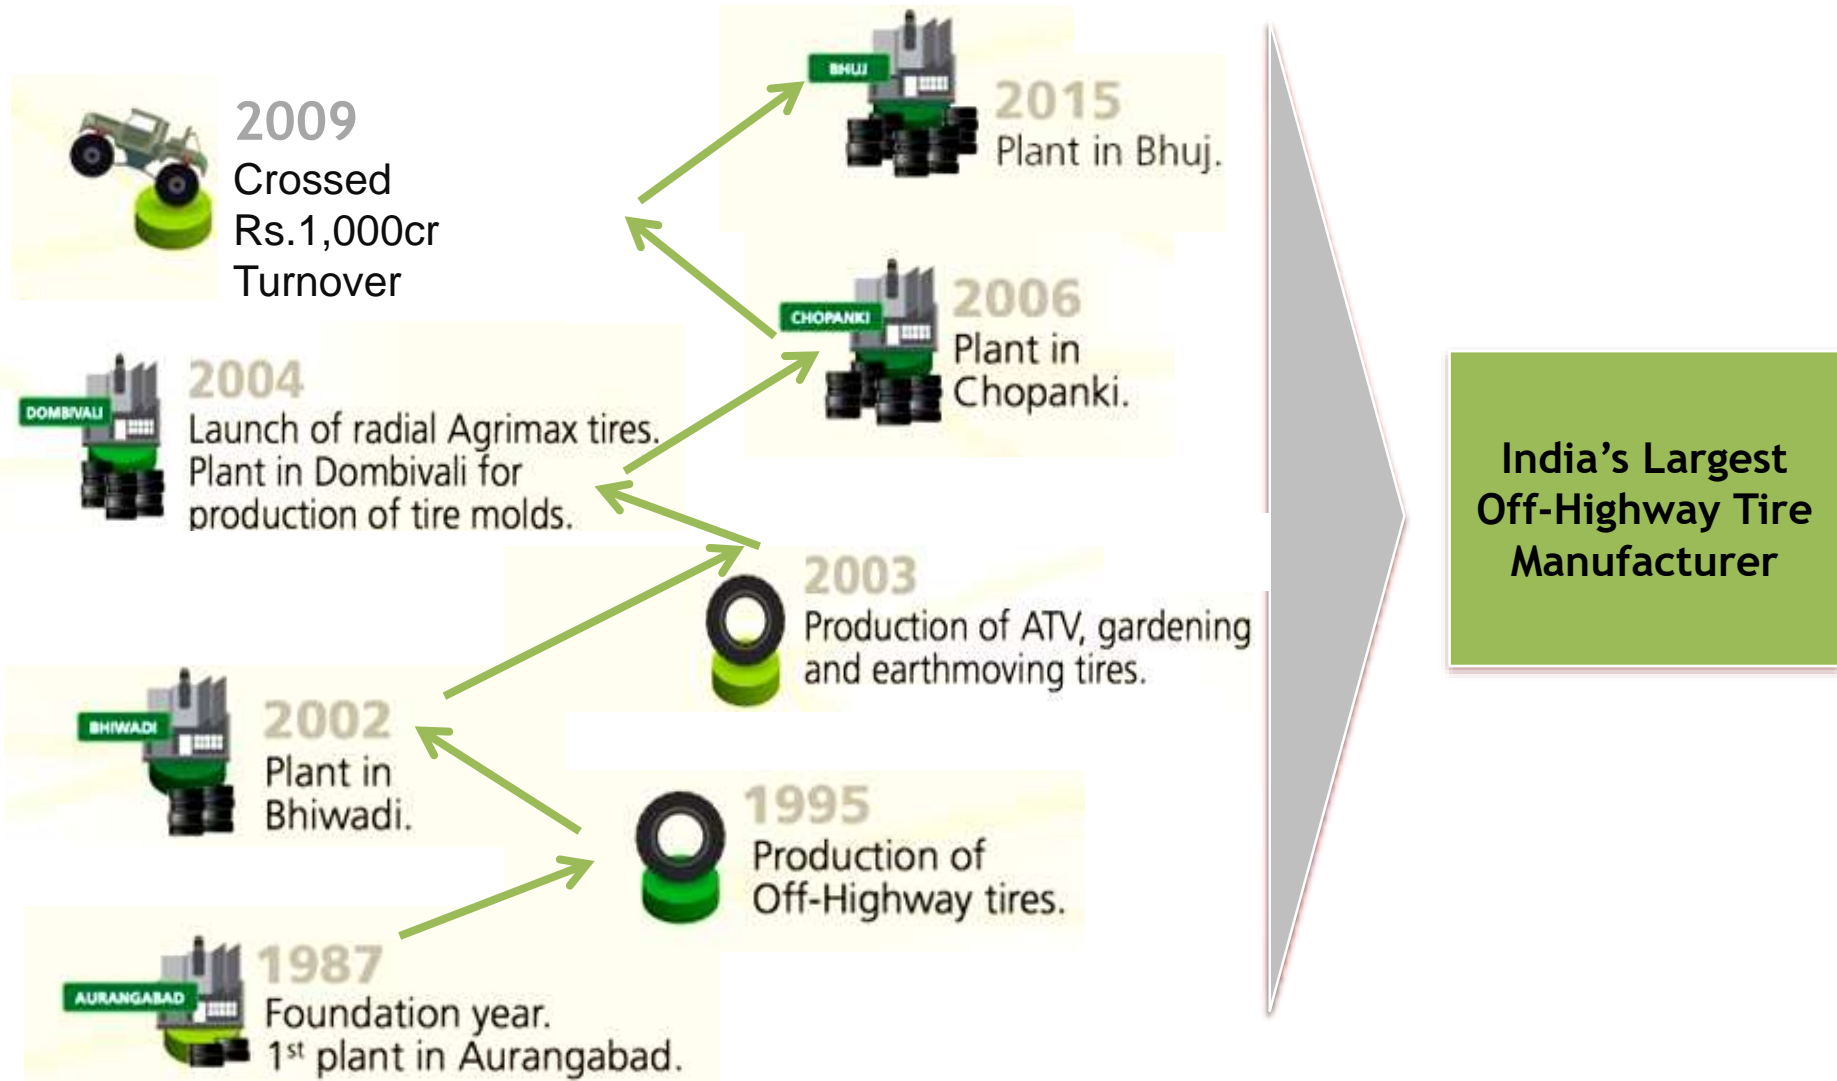 2009
Crossed
Rs.1,000cr
Turnover
BHUJ
2015
Plant in Bhuj.
CHOPANKI
2006
Plant in
Chopanki.
DOMBIVALI
2004
Launch of radial Agrimax tires.
Plant in Dombivali for
production of tire molds.
2003
Production of ATV, gardening
and earthmoving tires.
BHIWADI
2002
Plant in
Bhiwadi.
1995
Production of
Off-Highway tires.
AURANGABAD
1987
Foundation year.
1st plant in Aurangabad.
India’s Largest
Off-Highway Tire
Manufacturer